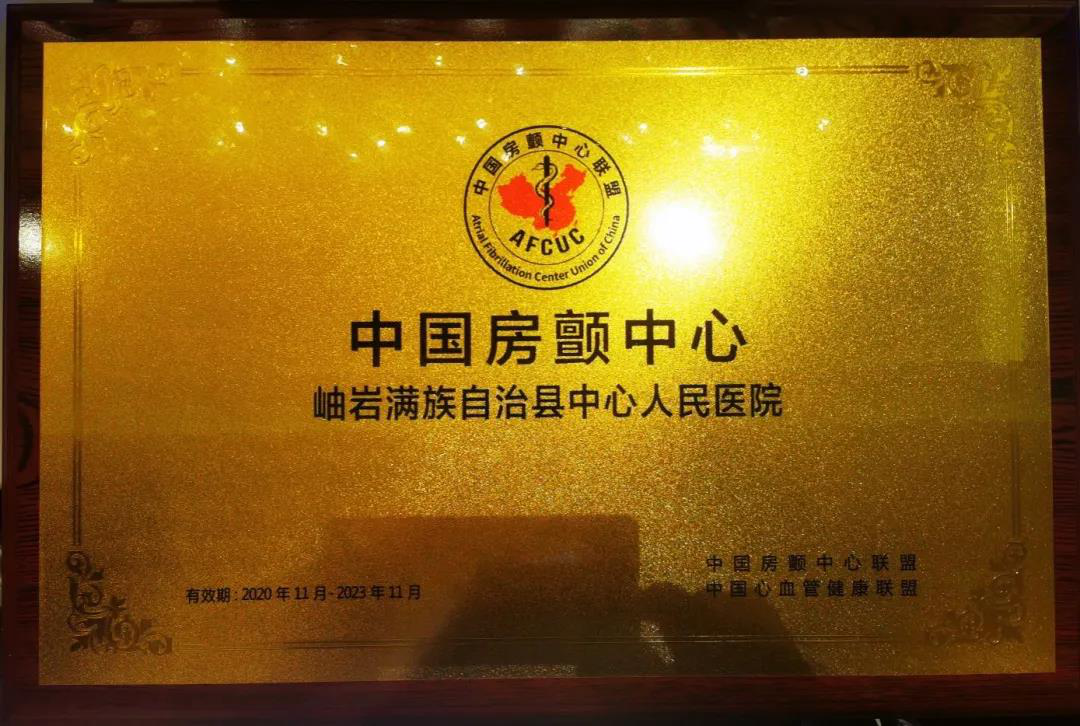 中国房颤中心联盟
AFCUC
Atrial Fibrillation Center Union of China
中国房颤中心
岫岩满族自治县中心人民医院
有效期:2020年11月-2023年11月
中国房颤中心联盟
中国心血管健康联盟